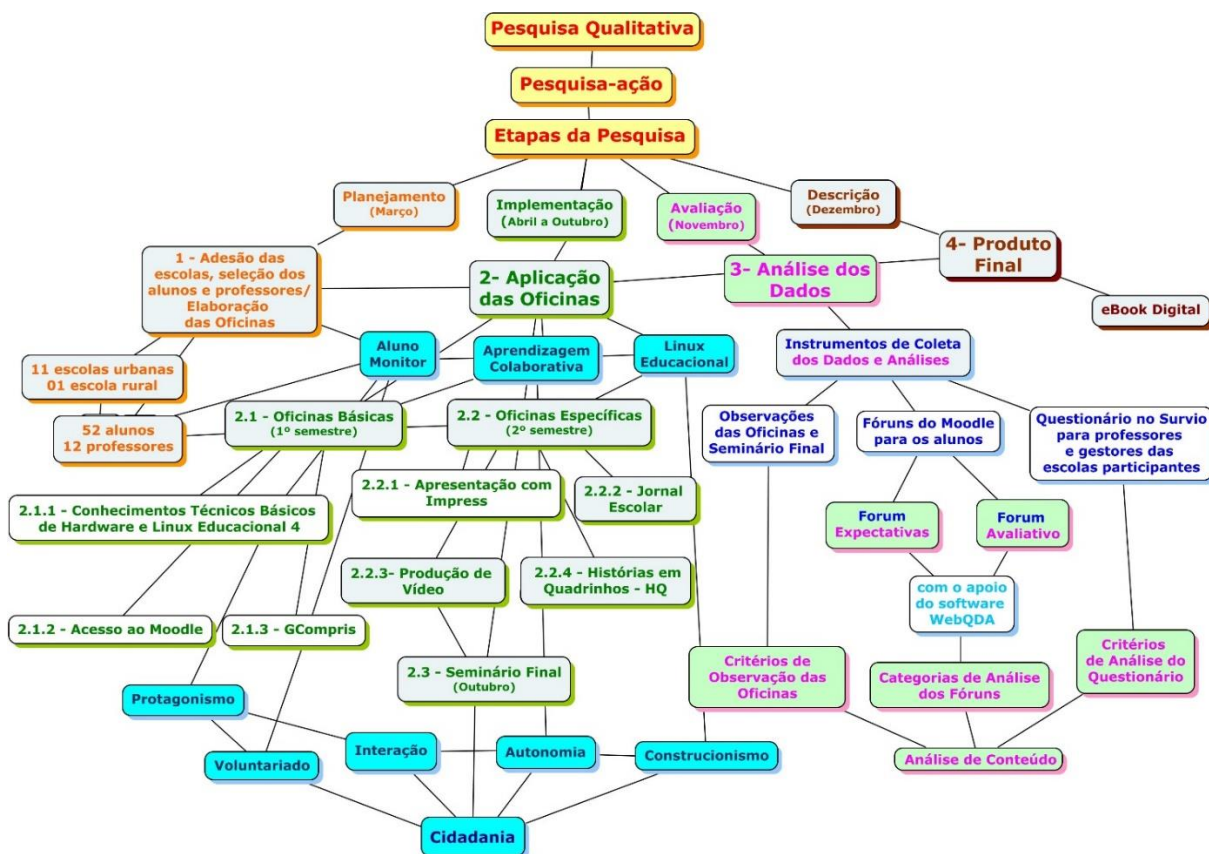 Pesquisa Qualitativa
Pesquisa-ação
Etapas da Pesquisa
Planejamento
(Março)
Implementação
(Abril a Outubro)
Avaliação
(Novembro)
Descrição
(Dezembro)
1 - Adesão das
escolas, seleção dos
alunos e professores/
Elaboração
das Oficinas
2- Aplicação
das Oficinas
3- Análise dos
Dados
4- Produto
Final
eBook Digital
11 escolas urbanas
01 escola rural
52 alunos
12 professores
Aluno
Monitor
Aprendizagem
Colaborativa
Linux
Educacional
Instrumentos de Coleta
dos Dados e Análises
2.1 - Oficinas Básicas
(1º semestre)
2.2 - Oficinas Específicas
(2º semestre)
Observações
das Oficinas e
Seminário Final
Fóruns do Moodle
para os alunos
Questionário no Survio
para professores
e gestores das
escolas participantes
2.1.1 - Conhecimentos Técnicos Básicos
de Hardware e Linux Educacional 4
2.2.1 - Apresentação com
Impress
2.2.2 - Jornal
Escolar
Forum
Expectativas
Forum
Avaliativo
2.2.3- Produção de
Vídeo
2.2.4 - Histórias em
Quadrinhos - HQ
com o apoio
do software
WebQDA
2.1.2 - Acesso ao Moodle
2.1.3 - GCompris
2.3 - Seminário Final
(Outubro)
Critérios de
Observação das
Oficinas
Categorias de Análise
dos Fóruns
Critérios
de Análise do
Questionário
Protagonismo
Voluntariado
Interação
Autonomia
Construcionismo
Análise de Conteúdo
Cidadania